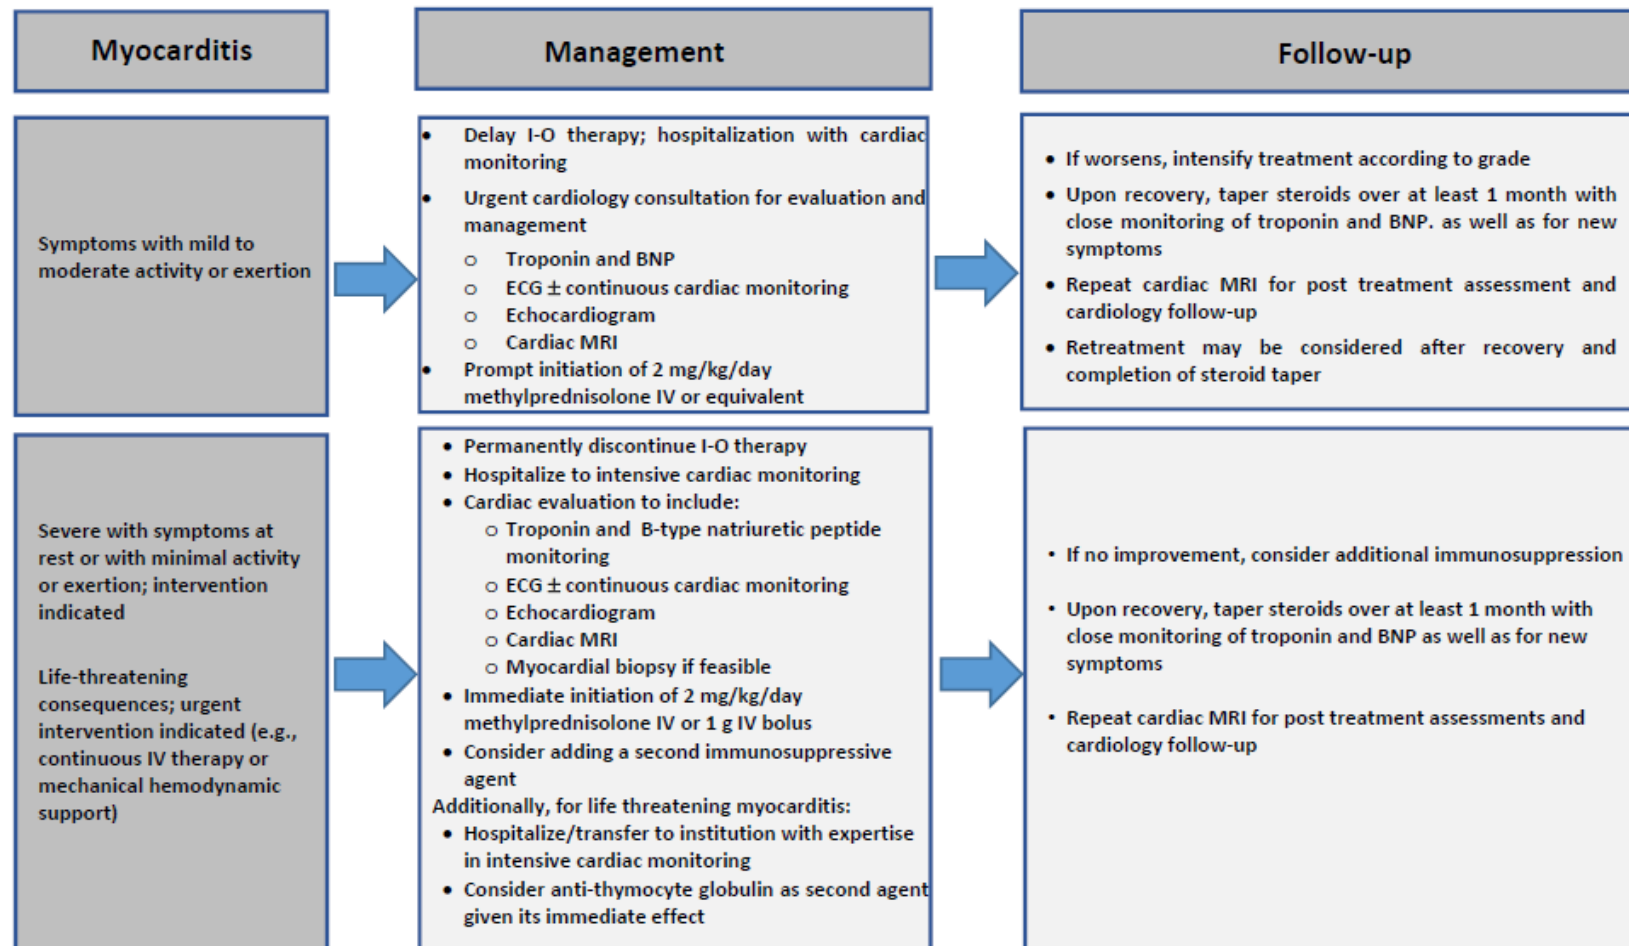 Myocarditis
Management
Follow-up
Symptoms with mild to
moderate activity or exertion
• Delay I-O therapy; hospitalization with cardiac
monitoring
• Urgent cardiology consultation for evaluation and
management
o Troponin and BNP
o ECG ± continuous cardiac monitoring
o Echocardiogram
o Cardiac MRI
• Prompt initiation of 2 mg/kg/day
methylprednisolone IV or equivalent
• If worsens, intensify treatment according to grade
• Upon recovery, taper steroids over at least 1 month with
close monitoring of troponin and BNP. as well as for new
symptoms
• Repeat cardiac MRI for post treatment assessment and
cardiology follow-up
• Retreatment may be considered after recovery and
completion of steroid taper
Severe with symptoms at
rest or with minimal activity
or exertion; intervention
indicated
Life-threatening
consequences; urgent
intervention indicated (e.g.,
continuous IV therapy or
mechanical hemodynamic
support)
• Permanently discontinue I-O therapy
• Hospitalize to intensive cardiac monitoring
• Cardiac evaluation to include:
o Troponin and B-type natriuretic peptide
monitoring
o ECG ± continuous cardiac monitoring
o Echocardiogram
o Cardiac MRI
o Myocardial biopsy if feasible
• Immediate initiation of 2 mg/kg/day
methylprednisolone IV or 1 g IV bolus
• Consider adding a second immunosuppressive
agent
Additionally, for life threatening myocarditis:
• Hospitalize/transfer to institution with expertise
in intensive cardiac monitoring
• Consider anti-thymocyte globulin as second agent
given its immediate effect
• If no improvement, consider additional immunosuppression
• Upon recovery, taper steroids over at least 1 month with
close monitoring of troponin and BNP as well as for new
symptoms
• Repeat cardiac MRI for post treatment assessments and
cardiology follow-up